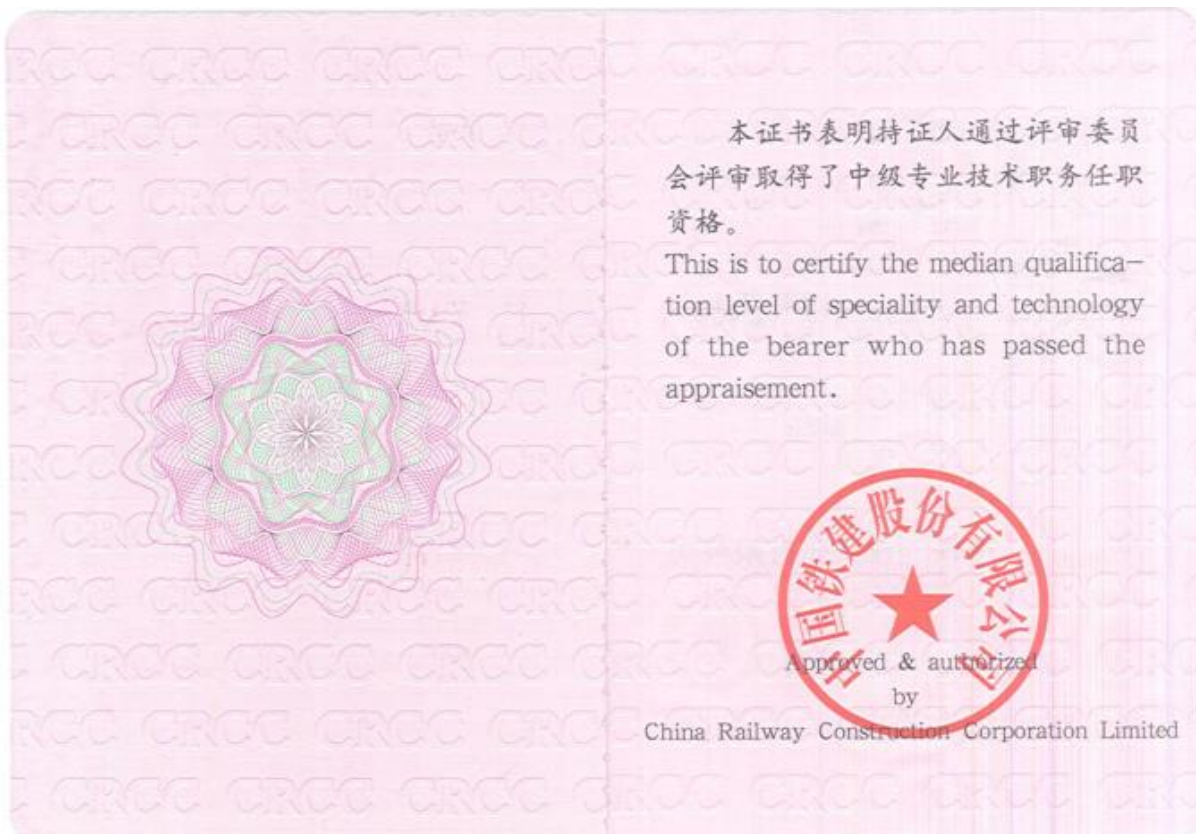 本证书表明持证人通过评审委员
会评审取得了中级专业技术职务任职
资格。
This is to certify the median qualifica—
tion level of speciality and technology
of the bearer who has passed the
appraisement.
中国铁建股份有限公司
Approved & authorized
by
China Railway Construction Corporation Limited
CRCC